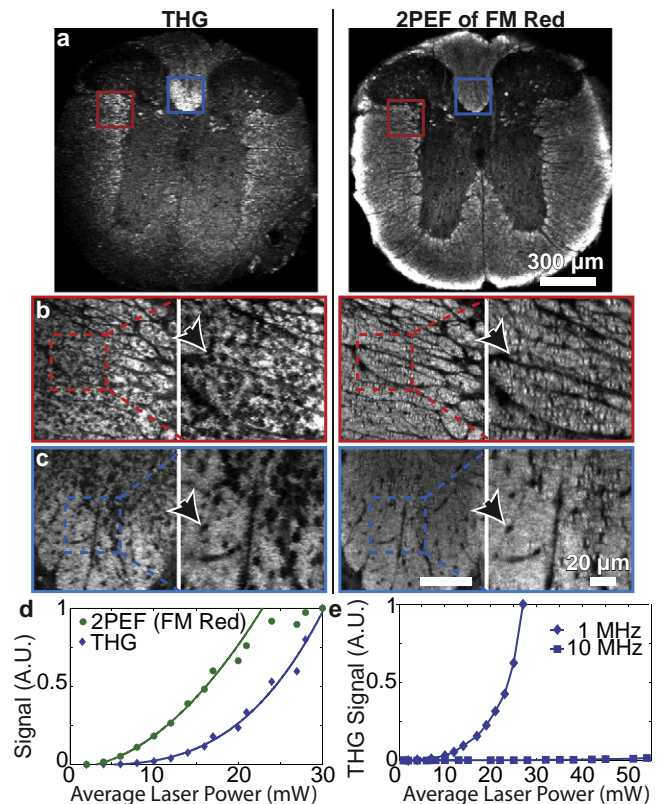 THG
2PEF of FM Red
a
300 µm
b
c
20 µm
d
1
0.5
0
Signal (A.U.)
2PEF (FM Red)
THG
0 10 20 30
Average Laser Power (mW)
e
1
0.5
0
THG Signal (A.U.)
1 MHz
10 MHz
0 10 20 30 40 50
Average Laser Power (mW)